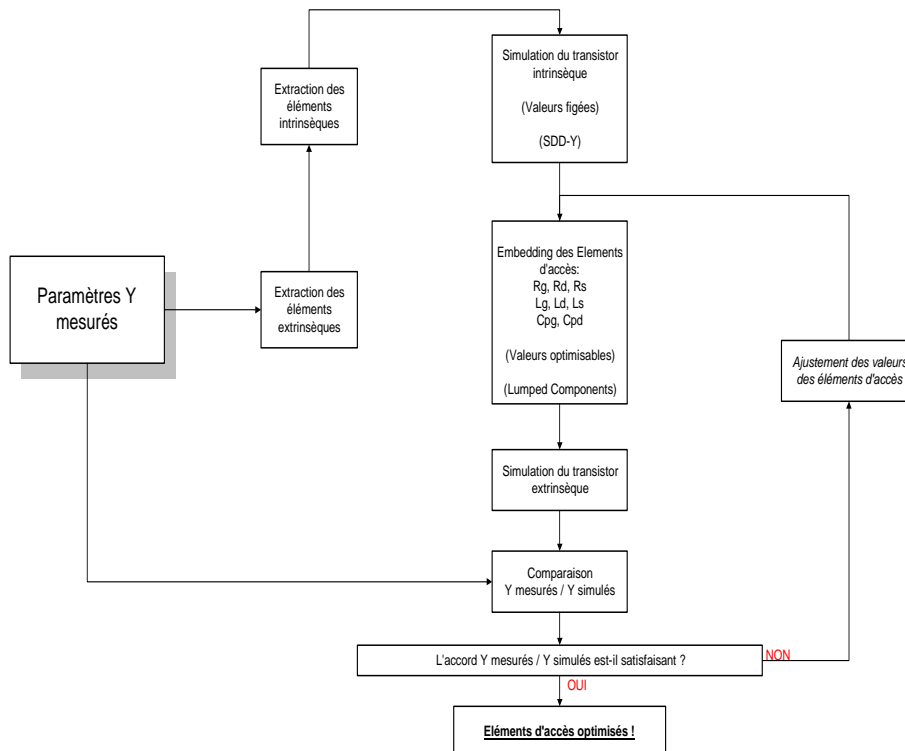 Simulation du transistor
intrinsèque
(Valeurs figées)
(SDD-Y)
Extraction des
éléments
intrinsèques
Paramètres Y
mesurés
Extraction des
éléments
extrinsèques
Embedding des Elements
d'accès:
Rg, Rd, Rs
Lg, Ld, Ls
Cpg, Cpd
(Valeurs optimisables)
(Lumped Components)
Ajustement des valeurs
des éléments d'accès
Simulation du transistor
extrinsèque
Comparaison
Y mesurés / Y simulés
L'accord Y mesurés / Y simulés est-il satisfaisant ?
NON
OUI
Eléments d'accès optimisés !